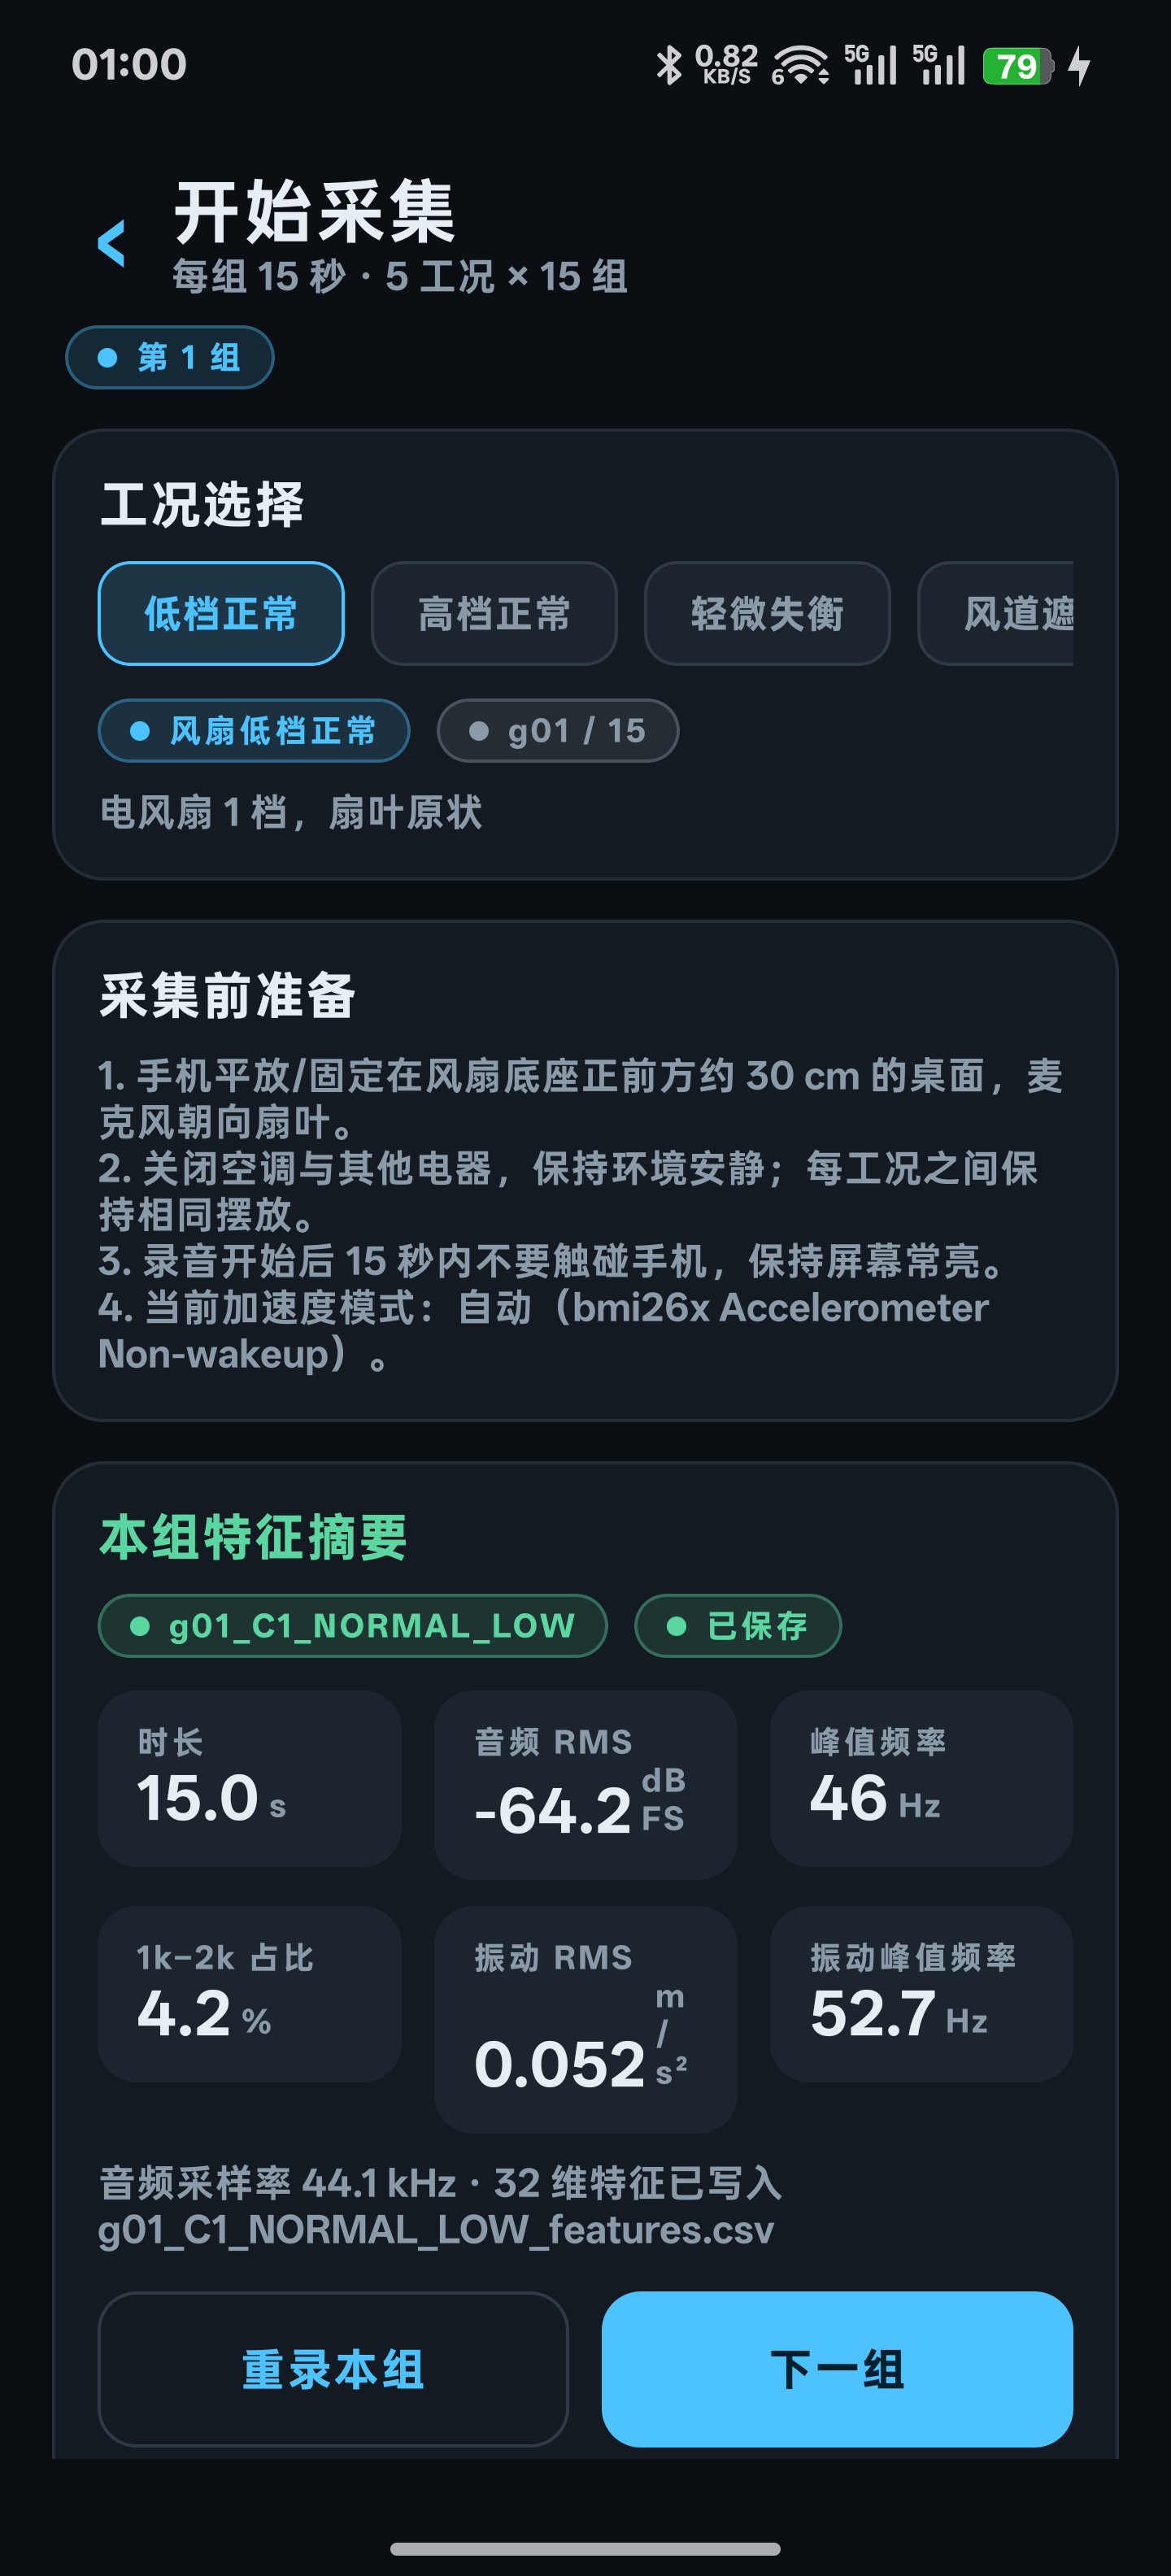 01:00
0.82 KB/S 6 5G 5G 79
开始采集
每组 15 秒 · 5 工况 × 15 组
第 1 组
工况选择
低档正常 高档正常 轻微失衡 风道遮
风扇低档正常 g01 / 15
电风扇 1 档，扇叶原状
采集前准备
1. 手机平放/固定在风扇底座正前方约 30 cm 的桌面，麦
克风朝向扇叶。
2. 关闭空调与其他电器，保持环境安静；每工况之间保
持相同摆放。
3. 录音开始后 15 秒内不要触碰手机，保持屏幕常亮。
4. 当前加速度模式：自动（bmi26x Accelerometer
Non-wakeup）。
本组特征摘要
g01_C1_NORMAL_LOW 已保存
时长 音频 RMS 峰值频率
15.0 s -64.2 dBFS 46 Hz
1k–2k 占比 振动 RMS 振动峰值频率
4.2 % 0.052 m/s² 52.7 Hz
音频采样率 44.1 kHz · 32 维特征已写入
g01_C1_NORMAL_LOW_features.csv
重录本组 下一组